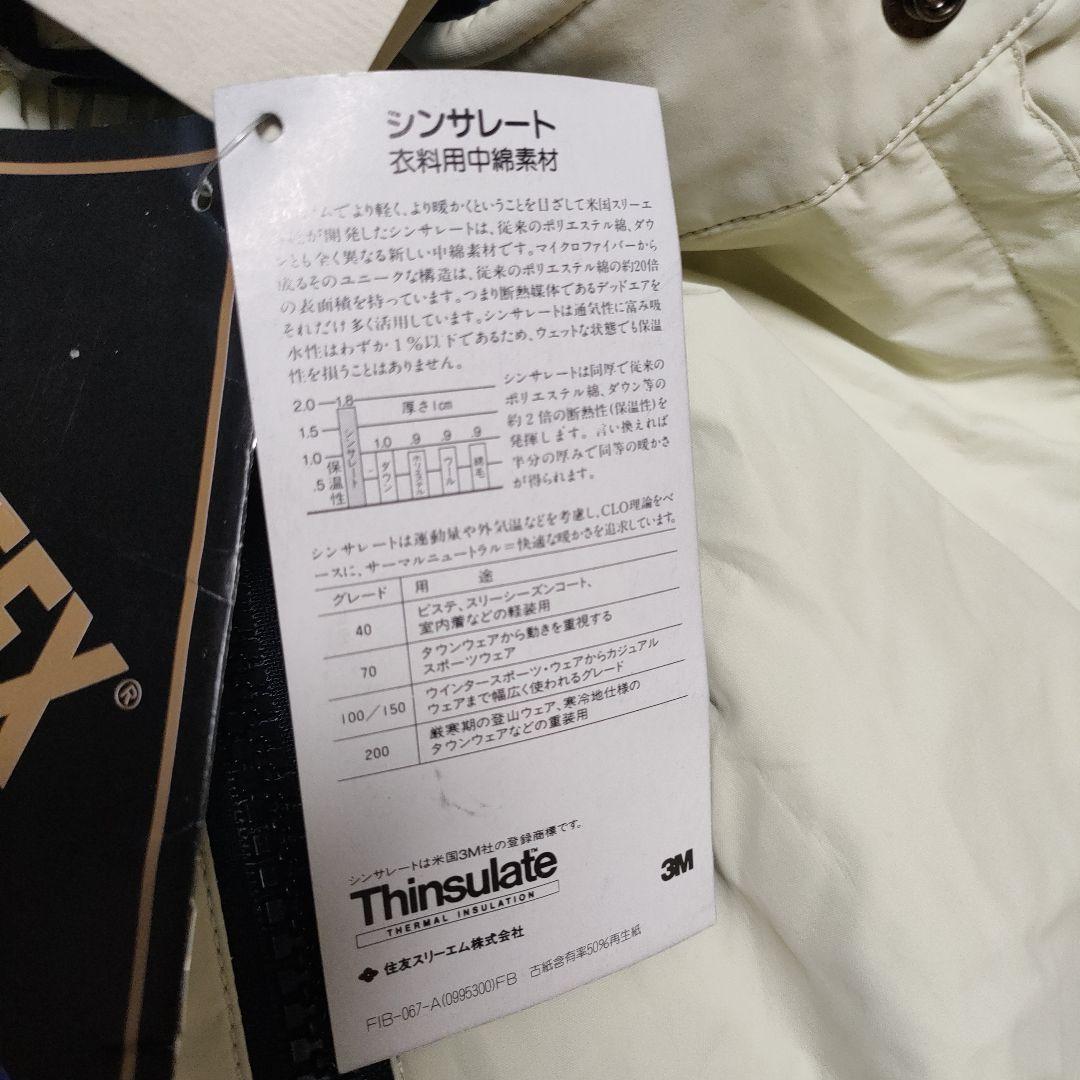 シンサレート
衣料用中綿素材
ムでより軽く、より暖かくということを目ざして米国スリーエ
が開発したシンサレートは、従来のポリエステル綿、ダウ
ンとも全く異なる新しい中綿素材です。マイクロファイバーから
成るそのユニークな構造は、従来のポリエステル綿の約20倍
の表面積を持っています。つまり断熱媒体であるデッドエアを
それだけ多く活用しています。シンサレートは通気性に富み吸
水性はわずか1%以下であるため、ウェットな状態でも保温
性を損うことはありません。
2.0 1.8 厚さ1cm
1.5
1.0 1.0 .9 .9 .9
.5 保温性 シンサレート ダウン ポリエステル ウール 綿毛
シンサレートは同厚で従来の
ポリエステル綿、ダウン等の
約2倍の断熱性(保温性)を
発揮します。言い換えれば
半分の厚みで同等の暖かさ
が得られます。
シンサレートは運動量や外気温などを考慮し、CLO理論をベ
ースに、サーマルニュートラル=快適な暖かさを追求しています。
グレード 用途
40 ピステ、スリーシーズンコート、
室内着などの軽装用
70 タウンウェアから動きを重視する
スポーツウェア
100/150 ウインタースポーツ・ウェアからカジュアル
ウェアまで幅広く使われるグレード
200 厳寒期の登山ウェア、寒冷地仕様の
タウンウェアなどの重装用
シンサレートは米国3M社の登録商標です。
Thinsulate™
THERMAL INSULATION
3M
住友スリーエム株式会社
FIB-067-A(0995300)FB 古紙含有率50%再生紙
®